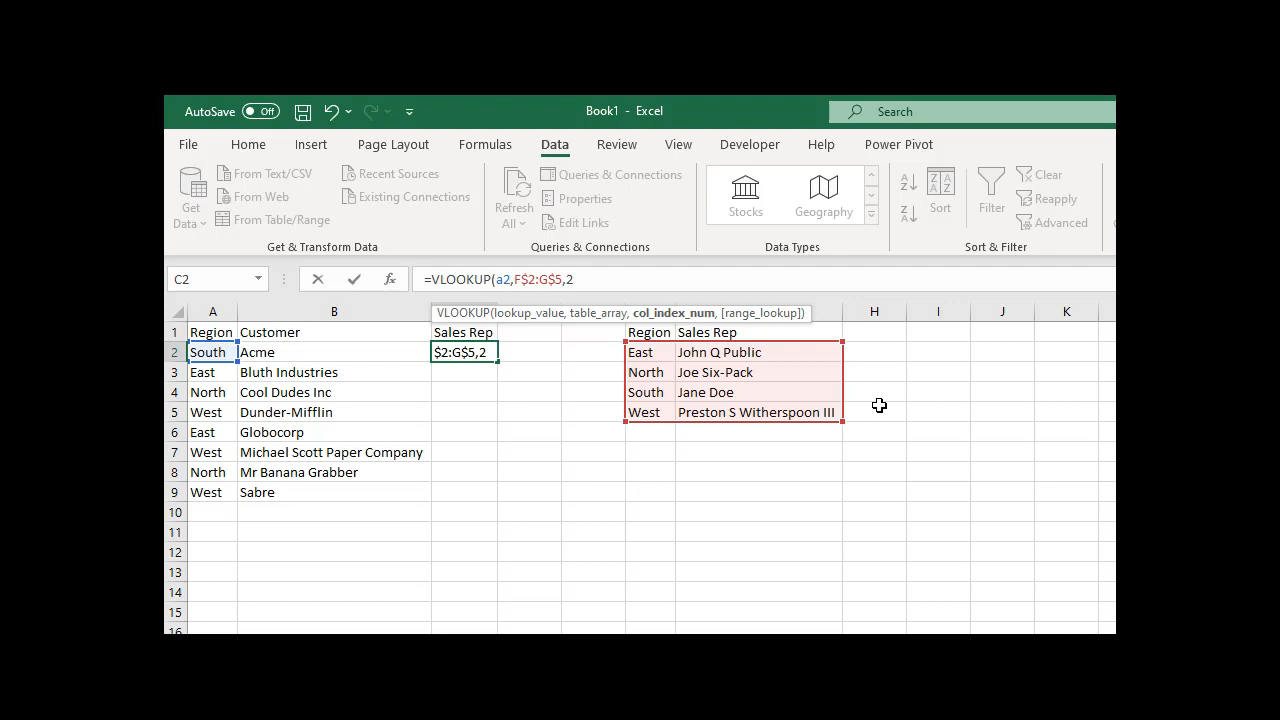 AutoSave Off Book1 - Excel Search
File Home Insert Page Layout Formulas Data Review View Developer Help Power Pivot
Get Data
From Text/CSV
From Web
From Table/Range
Recent Sources
Existing Connections
Get & Transform Data
Refresh All
Queries & Connections
Properties
Edit Links
Queries & Connections
Stocks Geography
Data Types
A Z
Z A
Z A A Z
Sort
Filter
Clear
Reapply
Advanced
Sort & Filter
C2 fx =VLOOKUP(a2,F$2:G$5,2
VLOOKUP(lookup_value, table_array, col_index_num, [range_lookup])
A B H I J K
1 Region Customer Sales Rep Region Sales Rep
2 South Acme $2:G$5,2 East John Q Public
3 East Bluth Industries North Joe Six-Pack
4 North Cool Dudes Inc South Jane Doe
5 West Dunder-Mifflin West Preston S Witherspoon III
6 East Globocorp
7 West Michael Scott Paper Company
8 North Mr Banana Grabber
9 West Sabre
10
11
12
13
14
15
16